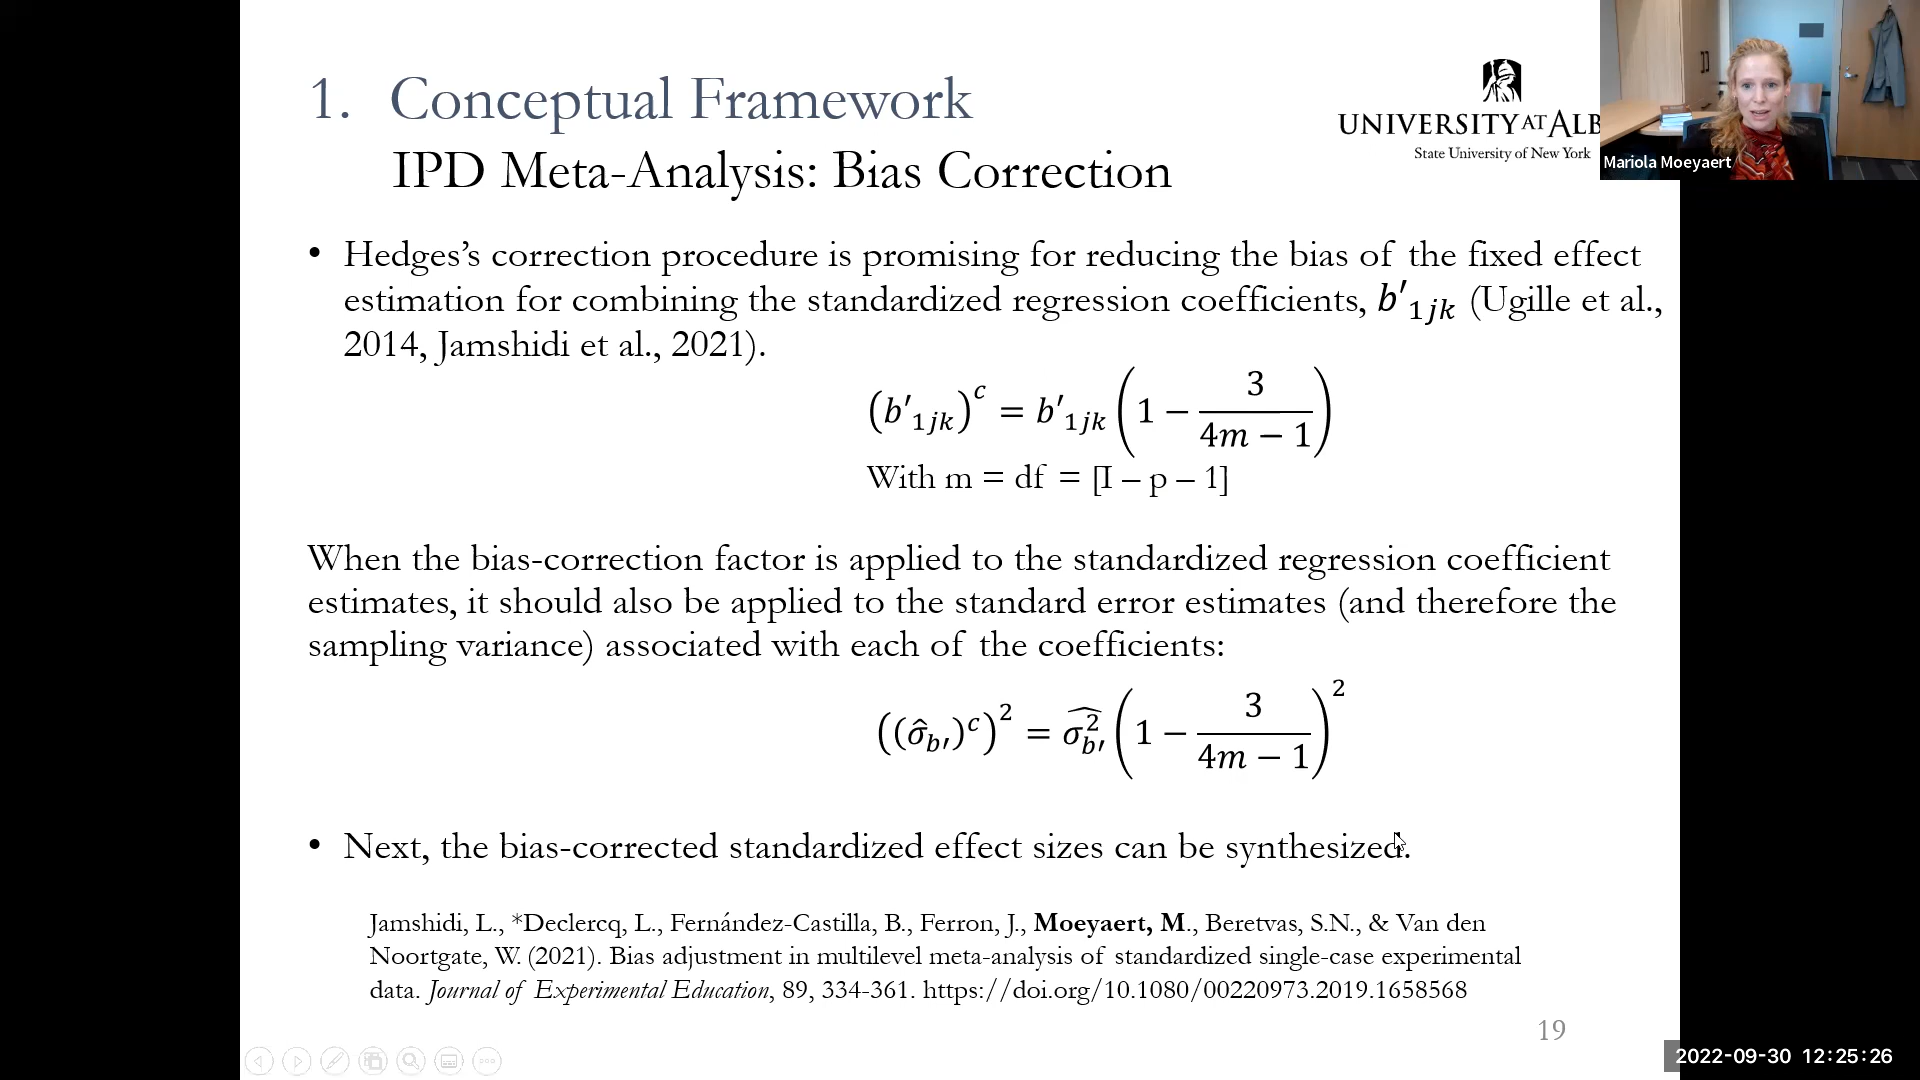 1. Conceptual Framework
IPD Meta-Analysis: Bias Correction
UNIVERSITY AT ALB
State University of New York
Mariola Moeyaert
• Hedges’s correction procedure is promising for reducing the bias of the fixed effect
estimation for combining the standardized regression coefficients, b′₁jk (Ugille et al.,
2014, Jamshidi et al., 2021).
(b′₁jk)ᶜ = b′₁jk (1 − 3/(4m − 1))
With m = df = [I – p – 1]
When the bias-correction factor is applied to the standardized regression coefficient
estimates, it should also be applied to the standard error estimates (and therefore the
sampling variance) associated with each of the coefficients:
((σ̂b′)ᶜ)² = σ̂²b′ (1 − 3/(4m − 1))²
• Next, the bias-corrected standardized effect sizes can be synthesized.
Jamshidi, L., *Declercq, L., Fernández-Castilla, B., Ferron, J., Moeyaert, M., Beretvas, S.N., & Van den
Noortgate, W. (2021). Bias adjustment in multilevel meta-analysis of standardized single-case experimental
data. Journal of Experimental Education, 89, 334-361. https://doi.org/10.1080/00220973.2019.1658568
19
2022-09-30 12:25:26